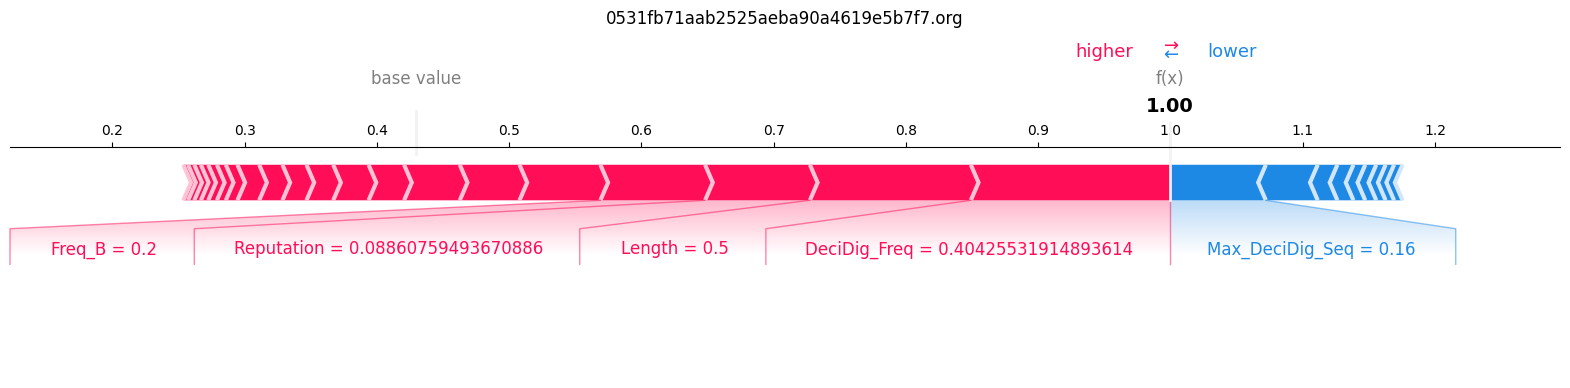 0531fb71aab2525aeba90a4619e5b7f7.org
higher → ← lower
base value f(x)
1.00
0.2 0.3 0.4 0.5 0.6 0.7 0.8 0.9 1.0 1.1 1.2
Freq_B = 0.2 Reputation = 0.08860759493670886 Length = 0.5 DeciDig_Freq = 0.40425531914893614 Max_DeciDig_Seq = 0.16